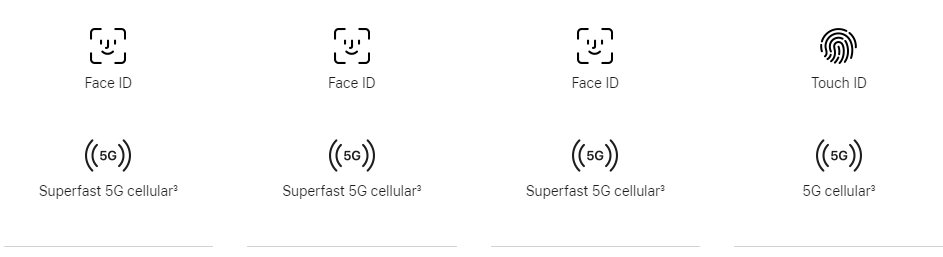 Face ID Face ID Face ID Touch ID
5G 5G 5G 5G
Superfast 5G cellular³ Superfast 5G cellular³ Superfast 5G cellular³ 5G cellular³